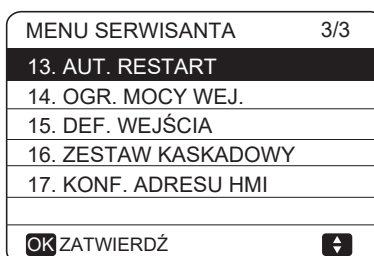 MENU SERWISANTA 3/3
13. AUT. RESTART
14. OGR. MOCY WEJ.
15. DEF. WEJŚCIA
16. ZESTAW KASKADOWY
17. KONF. ADRESU HMI
OK ZATWIERDŹ